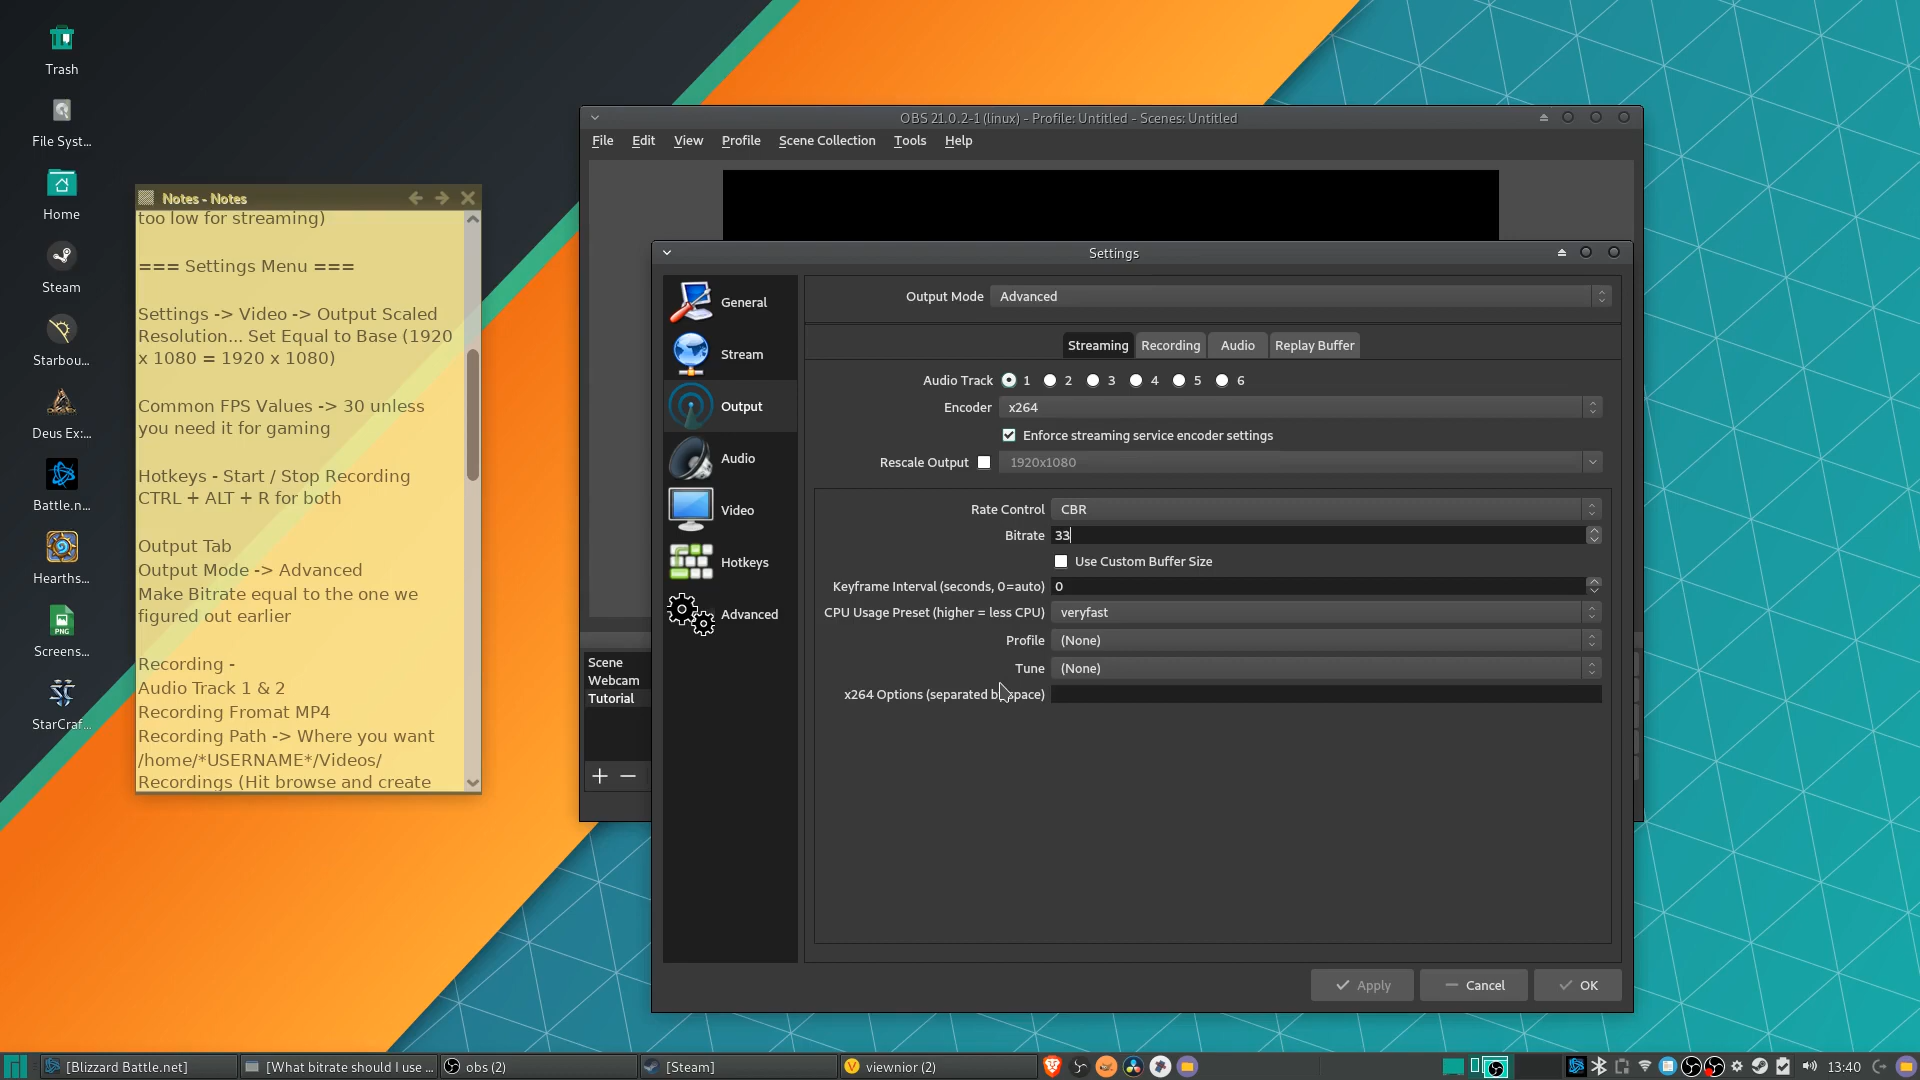 Trash
File Syst...
Home
Steam
Starbou...
Deus Ex:...
Battle.n...
Hearths...
PNG
Screens...
StarCraf...
Notes - Notes
too low for streaming)
=== Settings Menu ===
Settings -> Video -> Output Scaled
Resolution... Set Equal to Base (1920
x 1080 = 1920 x 1080)
Common FPS Values -> 30 unless
you need it for gaming
Hotkeys - Start / Stop Recording
CTRL + ALT + R for both
Output Tab
Output Mode -> Advanced
Make Bitrate equal to the one we
figured out earlier
Recording -
Audio Track 1 & 2
Recording Fromat MP4
Recording Path -> Where you want
/home/*USERNAME*/Videos/
Recordings (Hit browse and create
OBS 21.0.2-1 (linux) - Profile: Untitled - Scenes: Untitled
File Edit View Profile Scene Collection Tools Help
Scene
Webcam
Tutorial
Settings
General
Stream
Output
Audio
Video
Hotkeys
Advanced
Output Mode Advanced
Streaming Recording Audio Replay Buffer
Audio Track 1 2 3 4 5 6
Encoder x264
Enforce streaming service encoder settings
Rescale Output 1920x1080
Rate Control CBR
Bitrate 33
Use Custom Buffer Size
Keyframe Interval (seconds, 0=auto) 0
CPU Usage Preset (higher = less CPU) veryfast
Profile (None)
Tune (None)
x264 Options (separated b space)
Apply Cancel OK
[Blizzard Battle.net] [What bitrate should I use ... obs (2) [Steam] viewnior (2) 13:40